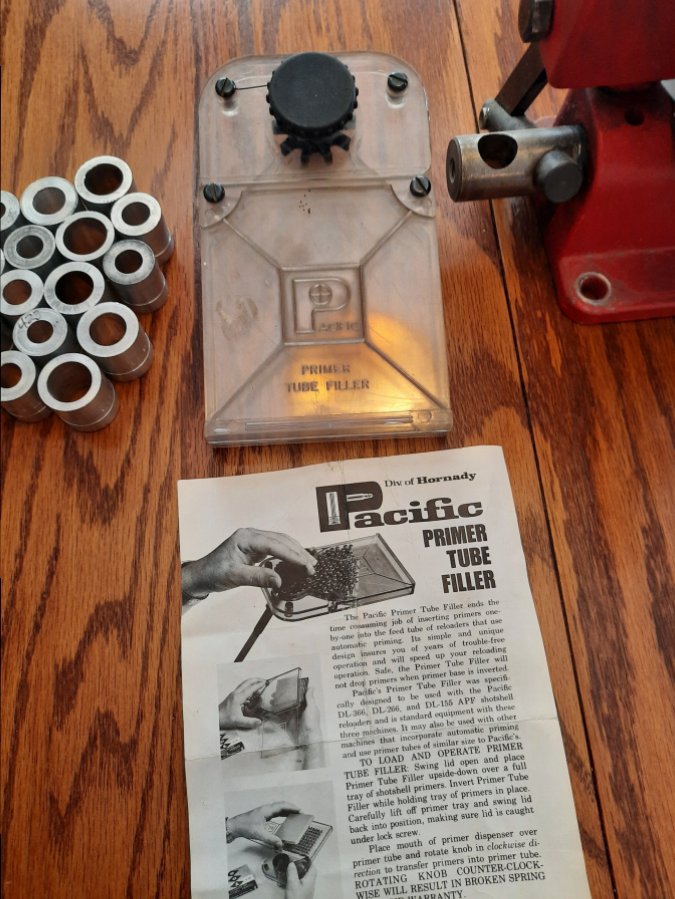 Pacific
PRIMER
TUBE FILLER
Div. of Hornady
Pacific
PRIMER
TUBE
FILLER
The Pacific Primer Tube Filler ends the
time consuming job of inserting primers one-
by-one into the feed tube of reloaders that use
automatic priming. Its simple and unique
design insures you of years of trouble-free
operation and will speed up your reloading
operation. Safe, the Primer Tube Filler will
not drop primers when primer base is inverted.
Pacific's Primer Tube Filler was specifi-
cally designed to be used with the Pacific
DL-366, DL-266, and DL-155 APF shotshell
reloaders and is standard equipment with these
three machines. It may also be used with other
machines that incorporate automatic priming
and use primer tubes of similar size to Pacific's.
TO LOAD AND OPERATE PRIMER
TUBE FILLER: Swing lid open and place
Primer Tube Filler upside-down over a full
tray of shotshell primers. Invert Primer Tube
Filler while holding tray of primers in place.
Carefully lift off primer tray and swing lid
back into position, making sure lid is caught
under lock screw.
Place mouth of primer dispenser over
primer tube and rotate knob in clockwise di-
rection to transfer primers into primer tube.
ROTATING KNOB COUNTER-CLOCK-
WISE WILL RESULT IN BROKEN SPRING
WARRANTY.